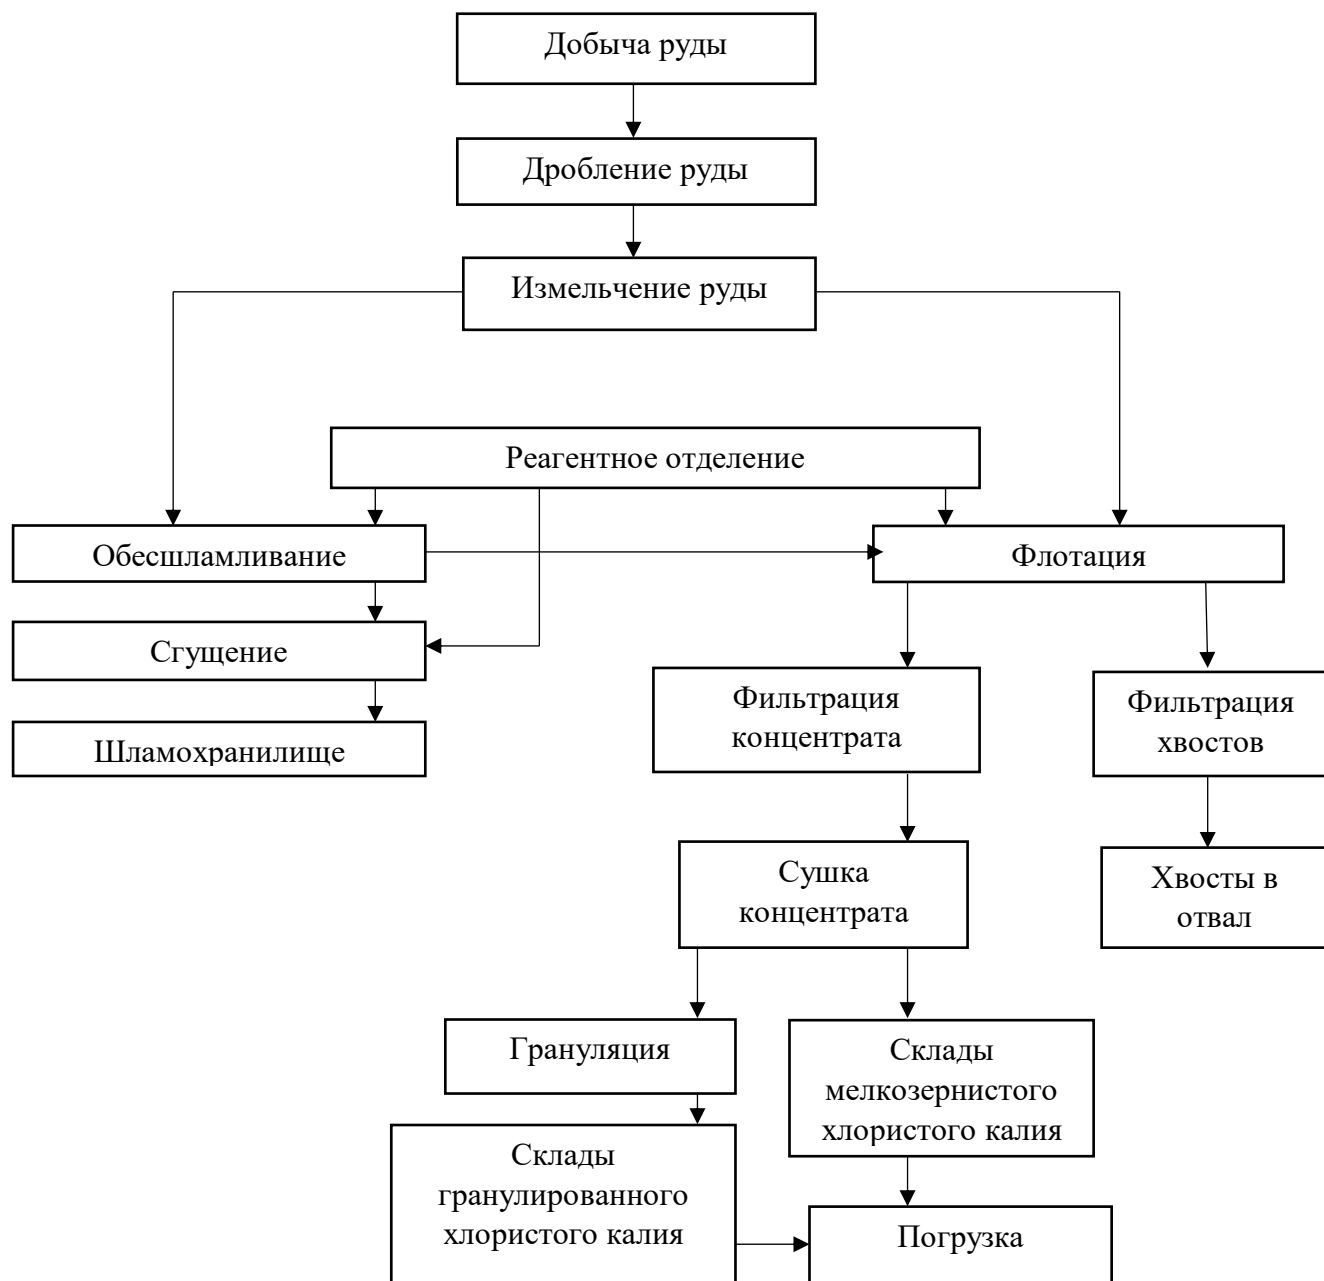 Добыча руды
Дробление руды
Измельчение руды
Реагентное отделение
Обесшламливание
Флотация
Сгущение
Шламохранилище
Фильтрация
концентрата
Фильтрация
хвостов
Сушка
концентрата
Хвосты в
отвал
Грануляция
Склады
мелкозернистого
хлористого калия
Склады
гранулированного
хлористого калия
Погрузка